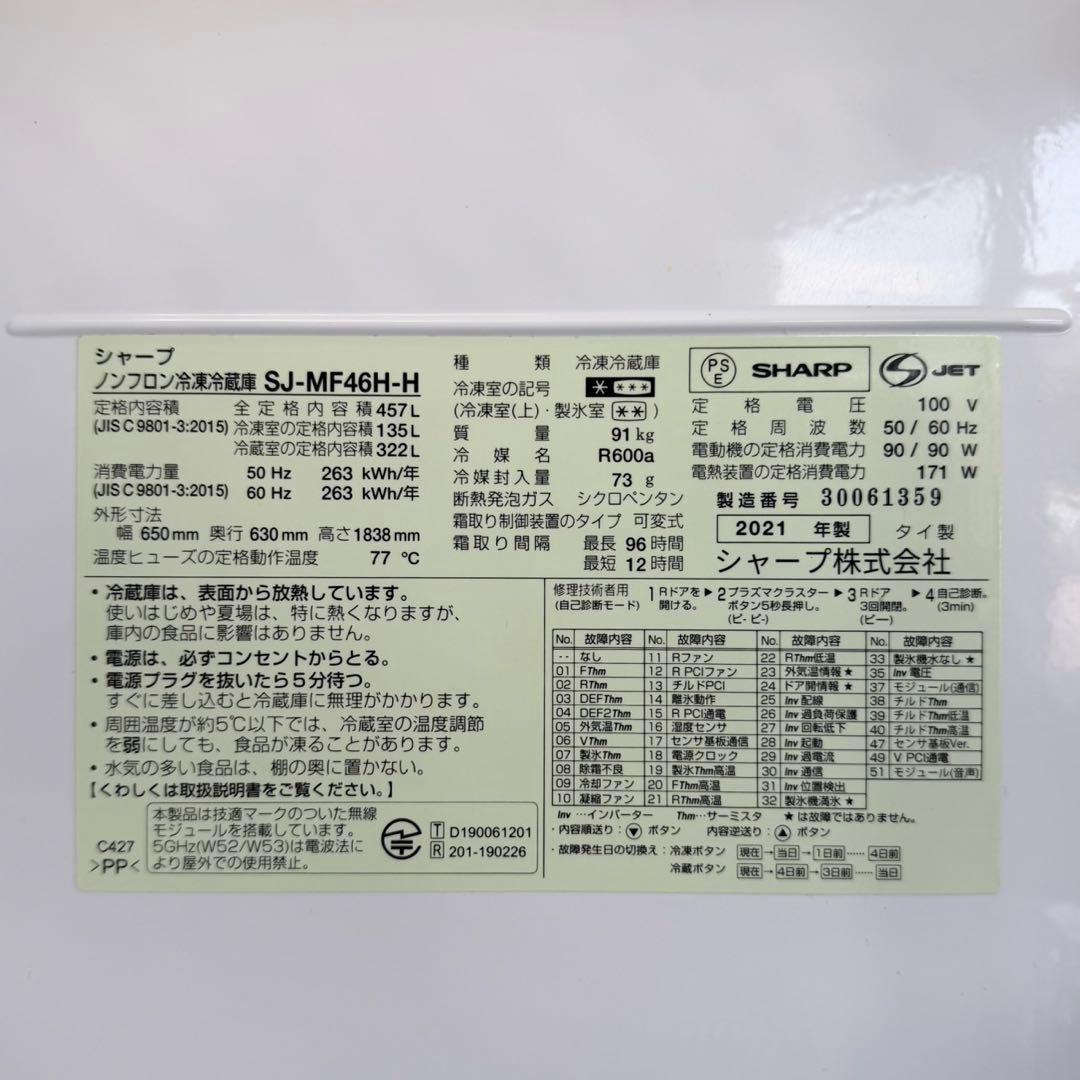 シャープ
ノンフロン冷凍冷蔵庫 SJ-MF46H-H
定格内容積 全定格内容積 457 L
(JIS C 9801-3:2015) 冷凍室の定格内容積 135 L
冷蔵室の定格内容積 322 L
消費電力量 50 Hz 263 kWh/年
(JIS C 9801-3:2015) 60 Hz 263 kWh/年
外形寸法
幅 650 mm 奥行 630 mm 高さ 1838 mm
温度ヒューズの定格動作温度 77 ℃
種類 冷凍冷蔵庫
冷凍室の記号 * ***
(冷凍室(上)・製氷室 ** )
質量 91 kg
冷媒名 R600a
冷媒封入量 73 g
断熱発泡ガス シクロペンタン
霜取り制御装置のタイプ 可変式
霜取り間隔 最長 96 時間
最短 12 時間
PSE SHARP S JET
定格電圧 100 V
定格周波数 50 / 60 Hz
電動機の定格消費電力 90 / 90 W
電熱装置の定格消費電力 171 W
製造番号 30061359
2021 年製 タイ製
シャープ株式会社
・冷蔵庫は、表面から放熱しています。
使いはじめや夏場は、特に熱くなりますが、
庫内の食品に影響はありません。
・電源は、必ずコンセントからとる。
・電源プラグを抜いたら5分待つ。
すぐに差し込むと冷蔵庫に無理がかかります。
・周囲温度が約5℃以下では、冷蔵室の温度調節
を弱にしても、食品が凍ることがあります。
・水気の多い食品は、棚の奥に置かない。
【くわしくは取扱説明書をご覧ください。】
C427
>PP<
本製品は技適マークのついた無線
モジュールを搭載しています。
5GHz(W52/W53)は電波法に
より屋外での使用禁止。
T D190061201
R 201-190226
修理技術者用 1 Rドアを ▶ 2 プラズマクラスター ▶ 3 Rドア ▶ 4 自己診断。
(自己診断モード) 開ける。 ボタン5秒長押し。 3回開閉。 (3min)
(ピ- ピ-) (ピー)
No. 故障内容 No. 故障内容 No. 故障内容 No. 故障内容
-- なし 11 Rファン 22 RThm低温 33 製氷機水なし ★
01 FThm 12 R PCIファン 23 外気温情報 ★ 35 Inv 電圧
02 RThm 13 チルドPCI 24 ドア開情報 ★ 37 モジュール(通信)
03 DEFThm 14 離氷動作 25 Inv 配線 38 チルドThm
04 DEF2Thm 15 R PCI通電 26 Inv 過負荷保護 39 チルドThm低温
05 外気温Thm 16 湿度センサ 27 Inv 回転低下 40 チルドThm高温
06 VThm 17 センサ基板通信 28 Inv 起動 47 センサ基板Ver.
07 製氷Thm 18 電源クロック 29 Inv 過電流 49 V PCI通電
08 除霜不良 19 製氷Thm高温 30 Inv 通信 51 モジュール(音声)
09 冷却ファン 20 FThm高温 31 Inv 位置検出
10 凝縮ファン 21 RThm高温 32 製氷機満氷 ★
Inv …インバーター Thm…サーミスタ ★は故障ではありません。
・内容順送り: ▼ ボタン 内容逆送り: ▲ ボタン
・故障発生日の切換え: 冷凍ボタン 現在→当日→1日前……4日前
冷蔵ボタン 現在→4日前→3日前……当日